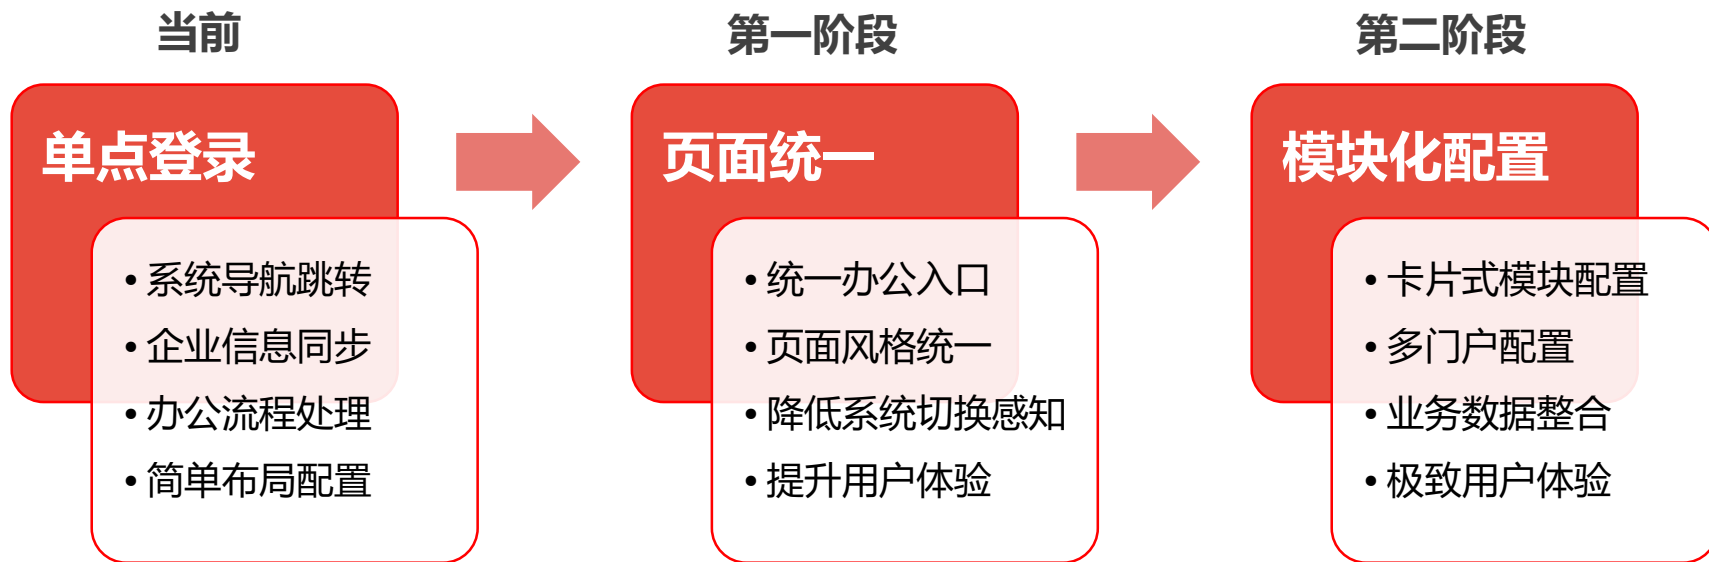 当前
单点登录
• 系统导航跳转
• 企业信息同步
• 办公流程处理
• 简单布局配置
第一阶段
页面统一
• 统一办公入口
• 页面风格统一
• 降低系统切换感知
• 提升用户体验
第二阶段
模块化配置
• 卡片式模块配置
• 多门户配置
• 业务数据整合
• 极致用户体验